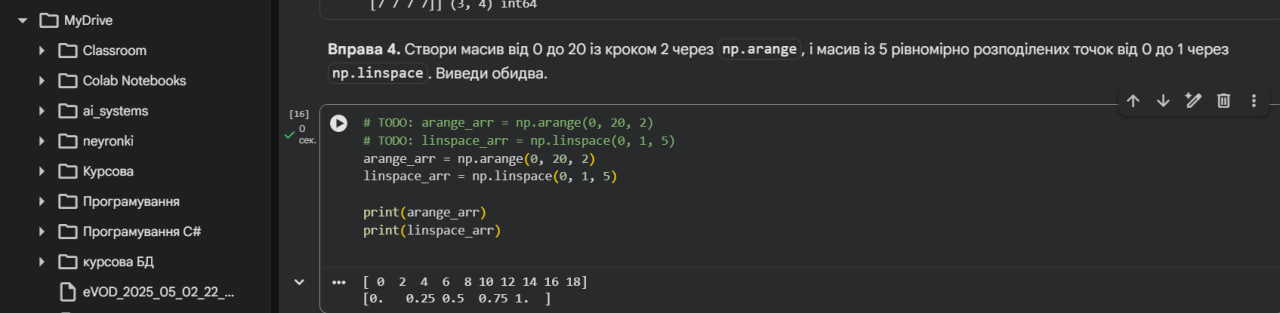 MyDrive
Classroom
Colab Notebooks
ai_systems
neyronki
Курсова
Програмування
Програмування C#
курсова БД
eVOD_2025_05_02_22_...
[7 7 7 7]] (3, 4) int64
Вправа 4. Створи масив від 0 до 20 із кроком 2 через np.arange, і масив із 5 рівномірно розподілених точок від 0 до 1 через
np.linspace. Виведи обидва.
[16]
0
сек.
# TODO: arange_arr = np.arange(0, 20, 2)
# TODO: linspace_arr = np.linspace(0, 1, 5)
arange_arr = np.arange(0, 20, 2)
linspace_arr = np.linspace(0, 1, 5)
print(arange_arr)
print(linspace_arr)
[ 0  2  4  6  8 10 12 14 16 18]
[0.   0.25 0.5  0.75 1.  ]